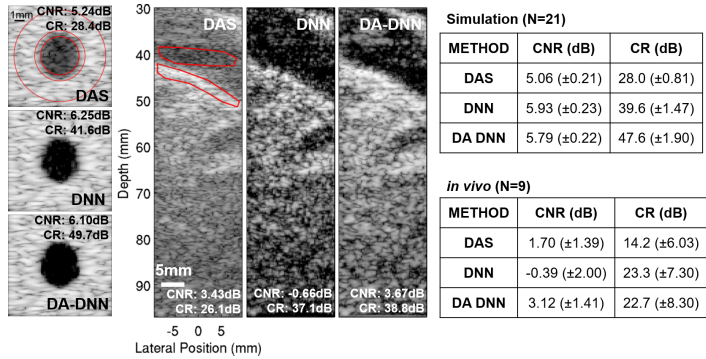 1mm
CNR: 5.24dB
CR: 28.4dB
DAS
CNR: 6.25dB
CR: 41.6dB
DNN
CNR: 6.10dB
CR: 49.7dB
DA-DNN
Depth (mm)
30
40
50
60
70
80
90
DAS
5mm
CNR: 3.43dB
CR: 26.1dB
DNN
CNR: -0.66dB
CR: 37.1dB
DA-DNN
CNR: 3.67dB
CR: 38.8dB
-5 0 5
Lateral Position (mm)
Simulation (N=21)
METHOD CNR (dB) CR (dB)
DAS 5.06 (±0.21) 28.0 (±0.81)
DNN 5.93 (±0.23) 39.6 (±1.47)
DA DNN 5.79 (±0.22) 47.6 (±1.90)
in vivo (N=9)
METHOD CNR (dB) CR (dB)
DAS 1.70 (±1.39) 14.2 (±6.03)
DNN -0.39 (±2.00) 23.3 (±7.30)
DA DNN 3.12 (±1.41) 22.7 (±8.30)